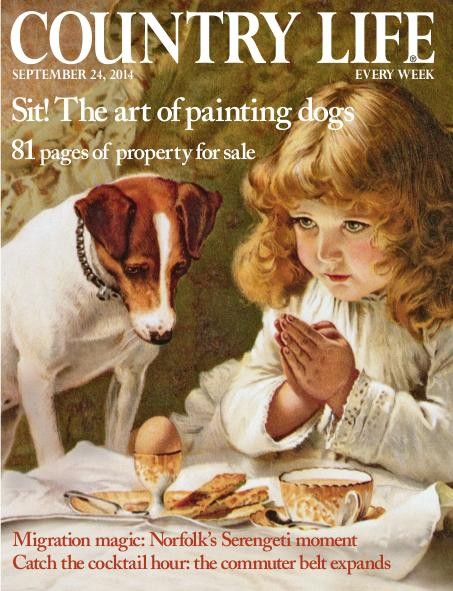 COUNTRY LIFE®
SEPTEMBER 24, 2014 EVERY WEEK
Sit! The art of painting dogs
81 pages of property for sale
Migration magic: Norfolk's Serengeti moment
Catch the cocktail hour: the commuter belt expands